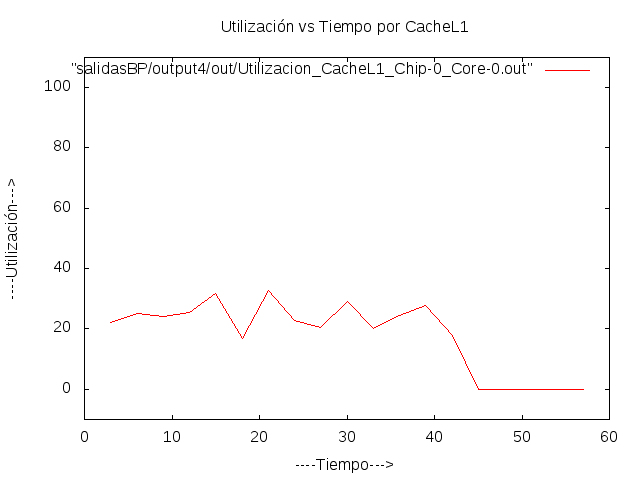 Utilización vs Tiempo por CacheL1
"salidasBP/output4/out/Utilizacion_CacheL1_Chip-0_Core-0.out"
100
80
60
40
20
0
----Utilización--->
0 10 20 30 40 50 60
----Tiempo--->